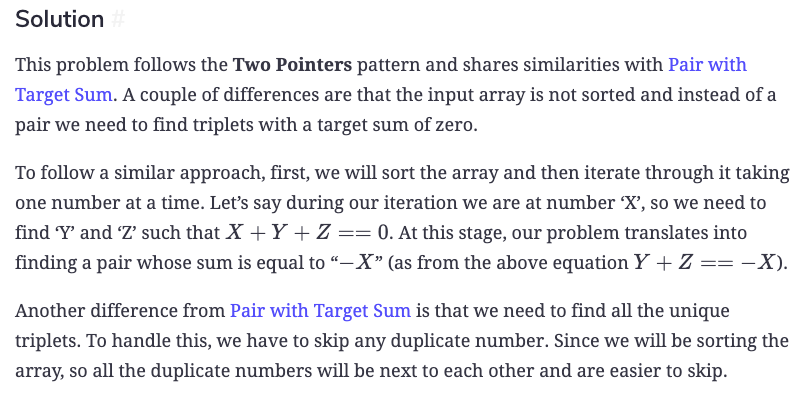 Solution #
This problem follows the Two Pointers pattern and shares similarities with Pair with
Target Sum. A couple of differences are that the input array is not sorted and instead of a
pair we need to find triplets with a target sum of zero.
To follow a similar approach, first, we will sort the array and then iterate through it taking
one number at a time. Let’s say during our iteration we are at number ‘X’, so we need to
find ‘Y’ and ‘Z’ such that X + Y + Z == 0. At this stage, our problem translates into
finding a pair whose sum is equal to “−X” (as from the above equation Y + Z == −X).
Another difference from Pair with Target Sum is that we need to find all the unique
triplets. To handle this, we have to skip any duplicate number. Since we will be sorting the
array, so all the duplicate numbers will be next to each other and are easier to skip.